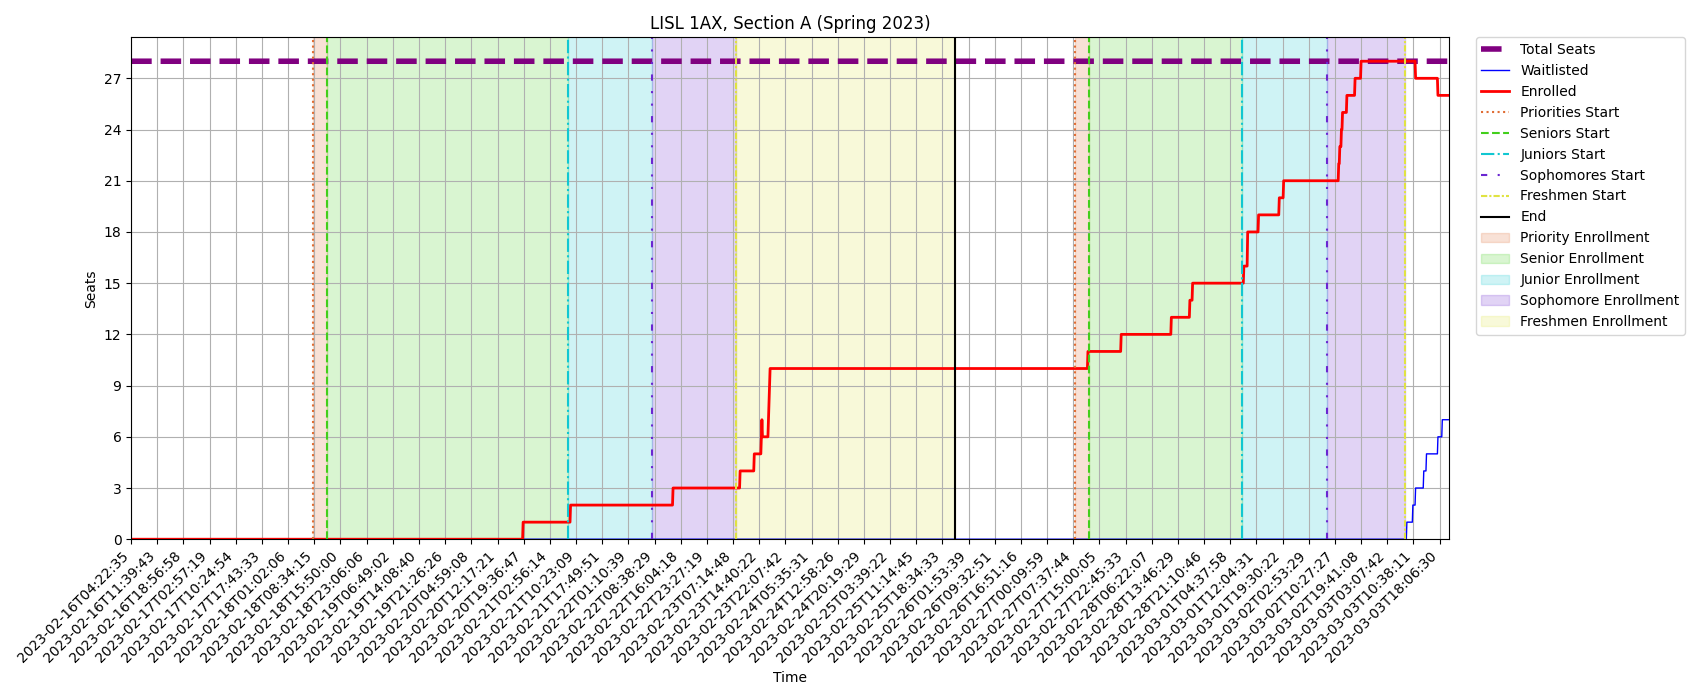 LISL 1AX, Section A (Spring 2023)
Seats
27
24
21
18
15
12
9
6
3
0
2023-02-16T04:22:35
2023-02-16T11:39:43
2023-02-16T18:56:58
2023-02-17T02:57:19
2023-02-17T10:24:54
2023-02-17T17:43:33
2023-02-18T01:02:06
2023-02-18T08:34:15
2023-02-18T15:50:00
2023-02-18T23:06:06
2023-02-19T06:49:02
2023-02-19T14:08:40
2023-02-19T21:26:26
2023-02-20T04:59:08
2023-02-20T12:17:21
2023-02-20T19:36:47
2023-02-21T02:56:14
2023-02-21T10:23:09
2023-02-21T17:49:51
2023-02-22T01:10:39
2023-02-22T08:38:29
2023-02-22T16:04:18
2023-02-22T23:27:19
2023-02-23T07:14:48
2023-02-23T14:40:22
2023-02-23T22:07:42
2023-02-24T05:35:31
2023-02-24T12:58:26
2023-02-24T20:19:29
2023-02-25T03:39:22
2023-02-25T11:14:45
2023-02-25T18:34:33
2023-02-26T01:53:39
2023-02-26T09:32:51
2023-02-26T16:51:16
2023-02-27T00:09:59
2023-02-27T07:37:44
2023-02-27T15:00:05
2023-02-27T22:45:33
2023-02-28T06:22:07
2023-02-28T13:46:29
2023-02-28T21:10:46
2023-03-01T04:37:58
2023-03-01T12:04:31
2023-03-01T19:30:22
2023-03-02T02:53:29
2023-03-02T10:27:27
2023-03-02T19:41:08
2023-03-03T03:07:42
2023-03-03T10:38:11
2023-03-03T18:06:30
Time
Total Seats
Waitlisted
Enrolled
Priorities Start
Seniors Start
Juniors Start
Sophomores Start
Freshmen Start
End
Priority Enrollment
Senior Enrollment
Junior Enrollment
Sophomore Enrollment
Freshmen Enrollment